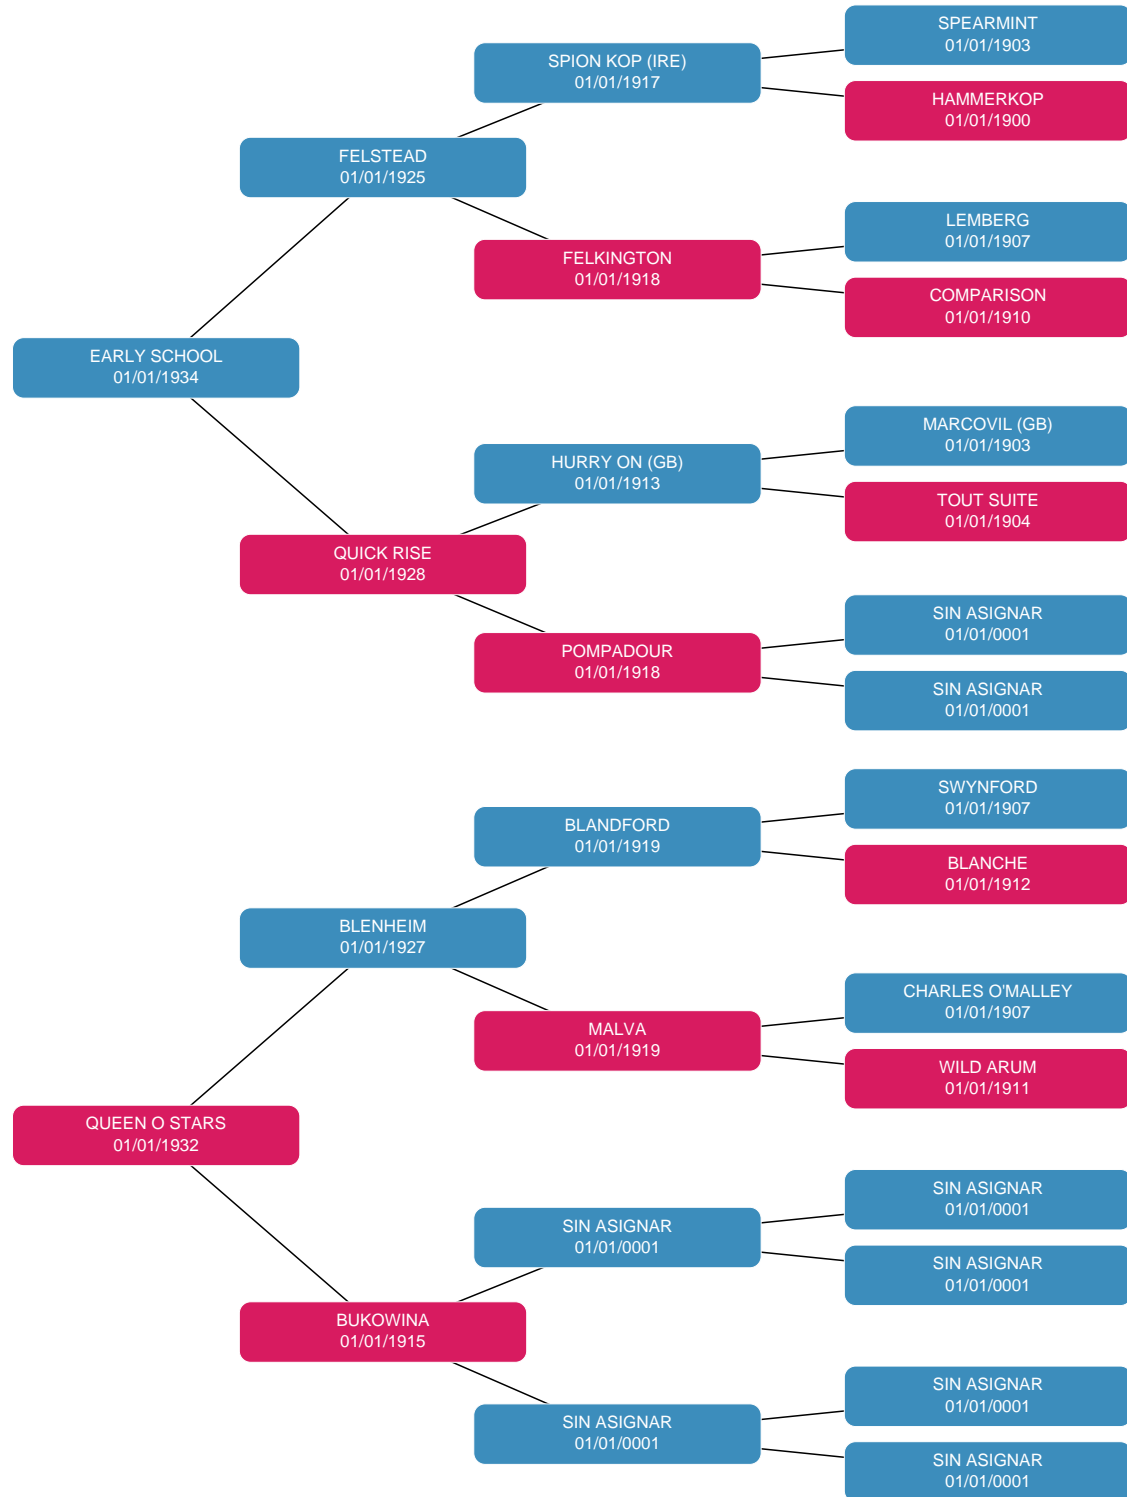 SPEARMINT
01/01/1903
SPION KOP (IRE)
01/01/1917
HAMMERKOP
01/01/1900
FELSTEAD
01/01/1925
LEMBERG
01/01/1907
FELKINGTON
01/01/1918
COMPARISON
01/01/1910
EARLY SCHOOL
01/01/1934
MARCOVIL (GB)
01/01/1903
HURRY ON (GB)
01/01/1913
TOUT SUITE
01/01/1904
QUICK RISE
01/01/1928
SIN ASIGNAR
01/01/0001
POMPADOUR
01/01/1918
SIN ASIGNAR
01/01/0001
SWYNFORD
01/01/1907
BLANDFORD
01/01/1919
BLANCHE
01/01/1912
BLENHEIM
01/01/1927
CHARLES O'MALLEY
01/01/1907
MALVA
01/01/1919
WILD ARUM
01/01/1911
QUEEN O STARS
01/01/1932
SIN ASIGNAR
01/01/0001
SIN ASIGNAR
01/01/0001
SIN ASIGNAR
01/01/0001
BUKOWINA
01/01/1915
SIN ASIGNAR
01/01/0001
SIN ASIGNAR
01/01/0001
SIN ASIGNAR
01/01/0001